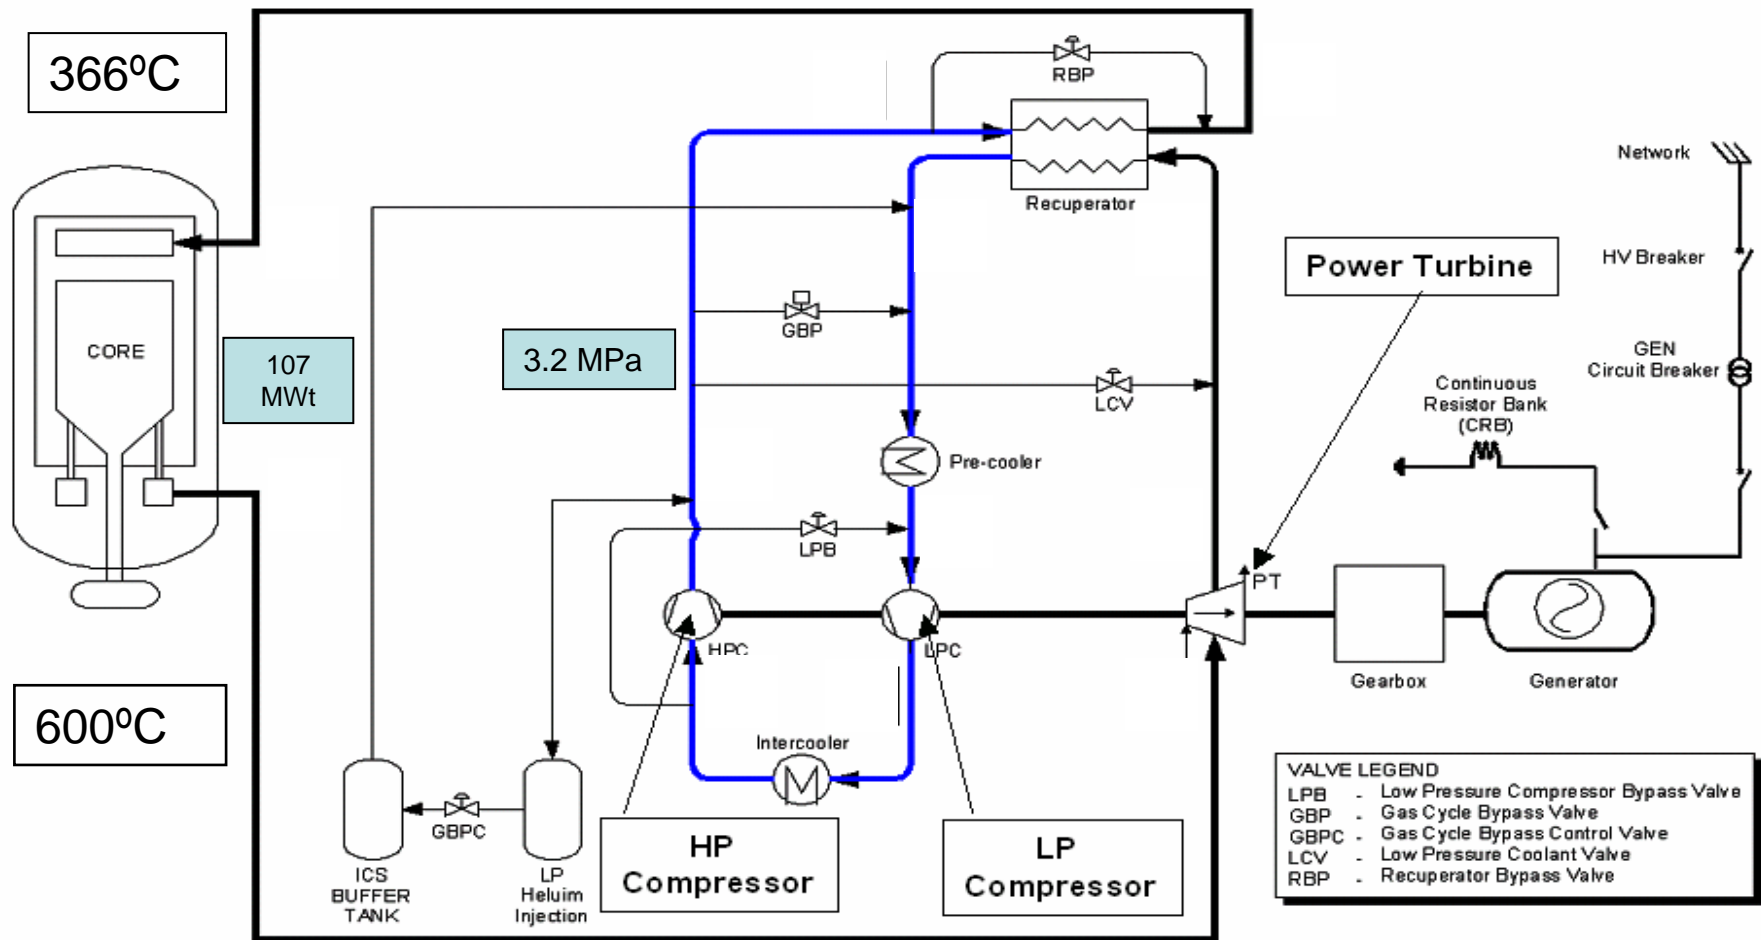 366ºC
RBP
Recuperator
Network
Power Turbine
HV Breaker
GBP
CORE
107
MWt
3.2 MPa
GEN
Circuit Breaker
LCV
Continuous
Resistor Bank
(CRB)
Pre-cooler
LPB
PT
HPC
LPC
Gearbox
Generator
600ºC
Intercooler
GBPC
ICS
BUFFER
TANK
LP
Heluim
Injection
HP
Compressor
LP
Compressor
VALVE LEGEND
LPB - Low Pressure Compressor Bypass Valve
GBP - Gas Cycle Bypass Valve
GBPC - Gas Cycle Bypass Control Valve
LCV - Low Pressure Coolant Valve
RBP - Recuperator Bypass Valve